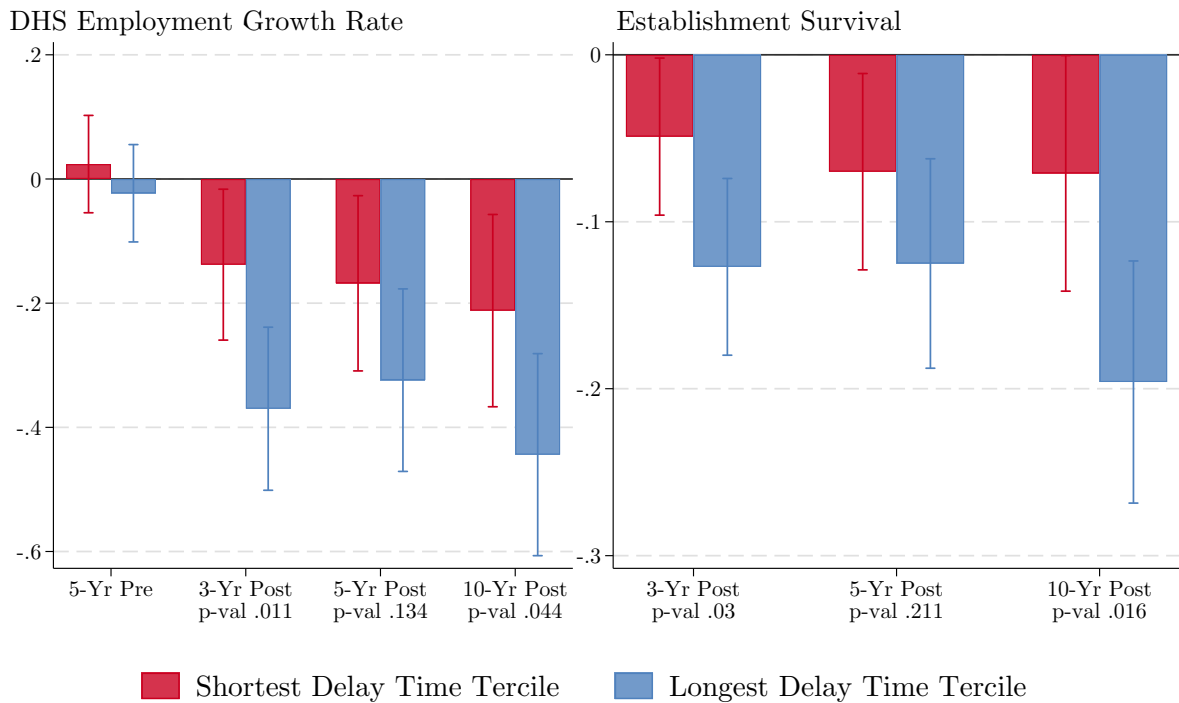 DHS Employment Growth Rate
.2
0
-.2
-.4
-.6
5-Yr Pre
3-Yr Post
p-val .011
5-Yr Post
p-val .134
10-Yr Post
p-val .044
Establishment Survival
0
-.1
-.2
-.3
3-Yr Post
p-val .03
5-Yr Post
p-val .211
10-Yr Post
p-val .016
Shortest Delay Time Tercile
Longest Delay Time Tercile